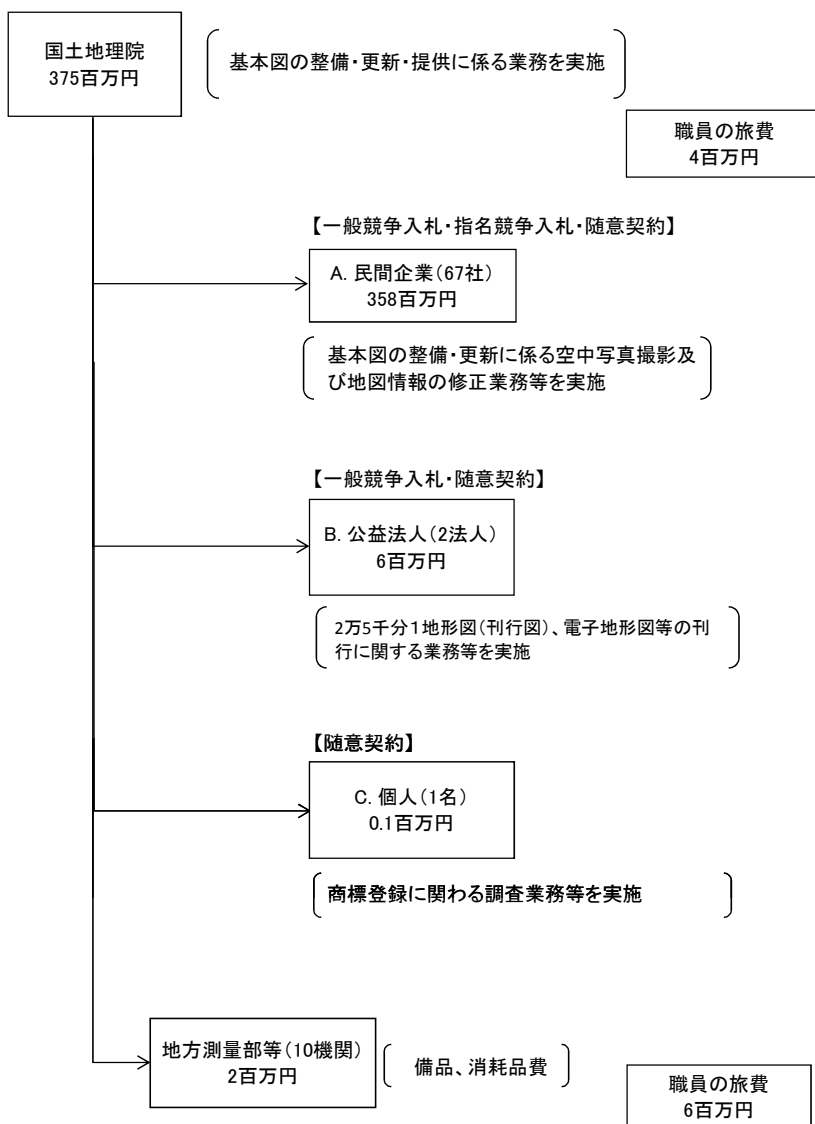 国土地理院
375百万円
基本図の整備・更新・提供に係る業務を実施
職員の旅費
4百万円
【一般競争入札・指名競争入札・随意契約】
A. 民間企業(67社)
358百万円
基本図の整備・更新に係る空中写真撮影及
び地図情報の修正業務等を実施
【一般競争入札・随意契約】
B. 公益法人(2法人)
6百万円
2万5千分1地形図(刊行図)、電子地形図等の刊
行に関する業務等を実施
【随意契約】
C. 個人(1名)
0.1百万円
商標登録に関わる調査業務等を実施
地方測量部等(10機関)
2百万円
備品、消耗品費
職員の旅費
6百万円